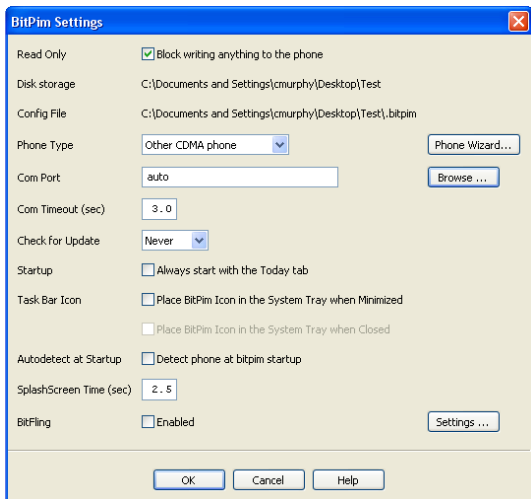 BitPim Settings
Read Only Block writing anything to the phone
Disk storage C:\Documents and Settings\cmurphy\Desktop\Test
Config File C:\Documents and Settings\cmurphy\Desktop\Test\.bitpim
Phone Type Other CDMA phone Phone Wizard...
Com Port auto Browse ...
Com Timeout (sec) 3.0
Check for Update Never
Startup Always start with the Today tab
Task Bar Icon Place BitPim Icon in the System Tray when Minimized
Place BitPim Icon in the System Tray when Closed
Autodetect at Startup Detect phone at bitpim startup
SplashScreen Time (sec) 2.5
BitFling Enabled Settings ...
OK Cancel Help